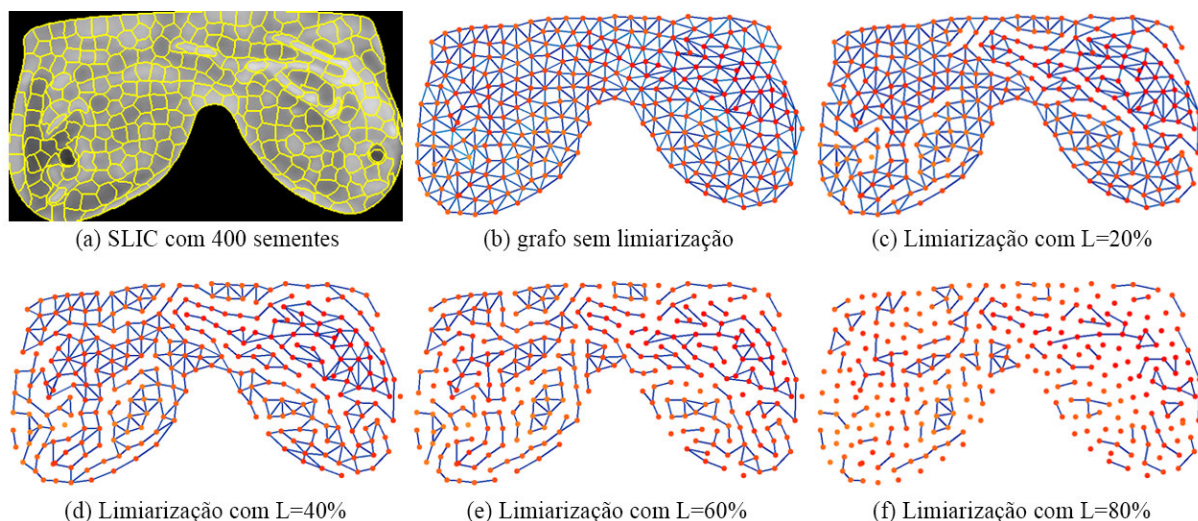 (a) SLIC com 400 sementes
(b) grafo sem limiarização
(c) Limiarização com L=20%
(d) Limiarização com L=40%
(e) Limiarização com L=60%
(f) Limiarização com L=80%